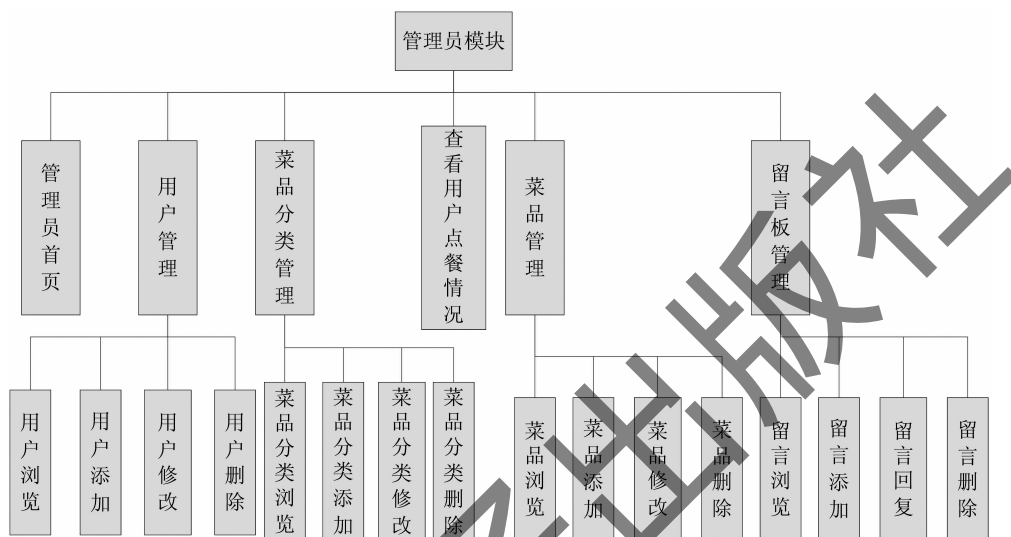 管理员模块
管理员首页
用户管理
菜品分类管理
查看用户点餐情况
菜品管理
留言板管理
用户浏览
用户添加
用户修改
用户删除
菜品分类浏览
菜品分类添加
菜品分类修改
菜品分类删除
菜品浏览
菜品添加
菜品修改
菜品删除
留言浏览
留言添加
留言回复
留言删除
出版社